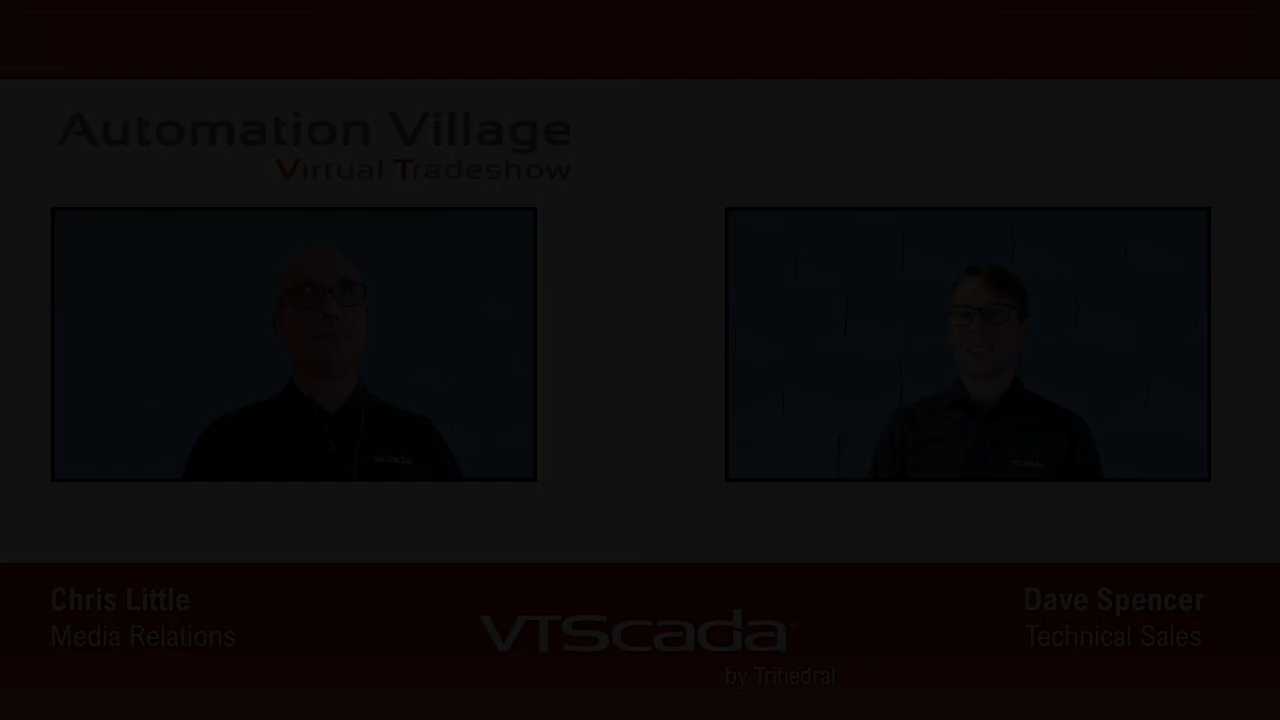 Automation Village
Virtual Tradeshow
Chris Little
Media Relations
VTScada
by Trihedral
Dave Spencer
Technical Sales